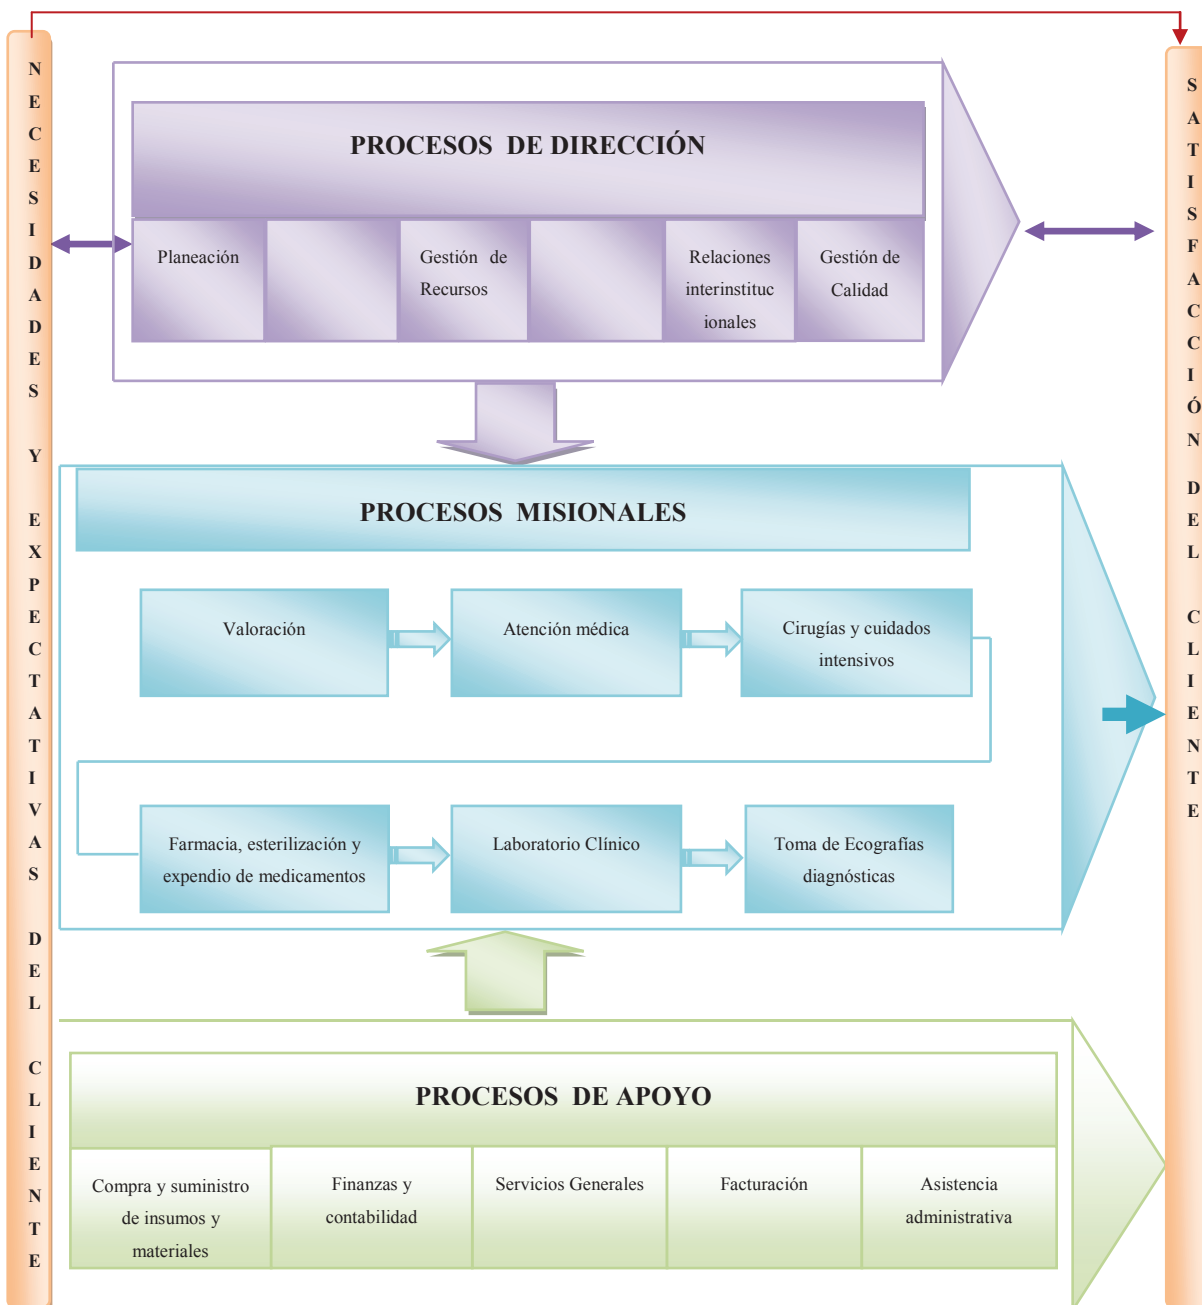 NECESIDADES Y EXPECTATIVAS DEL CLIENTE
PROCESOS DE DIRECCIÓN
Planeación
Gestión de
Recursos
Relaciones
interinstituc
ionales
Gestión de
Calidad
PROCESOS MISIONALES
Valoración
Atención médica
Cirugías y cuidados
intensivos
Farmacia, esterilización y
expendio de medicamentos
Laboratorio Clínico
Toma de Ecografías
diagnósticas
PROCESOS DE APOYO
Compra y suministro
de insumos y
materiales
Finanzas y
contabilidad
Servicios Generales
Facturación
Asistencia
administrativa
SATISFACCIÓN DEL CLIENTE